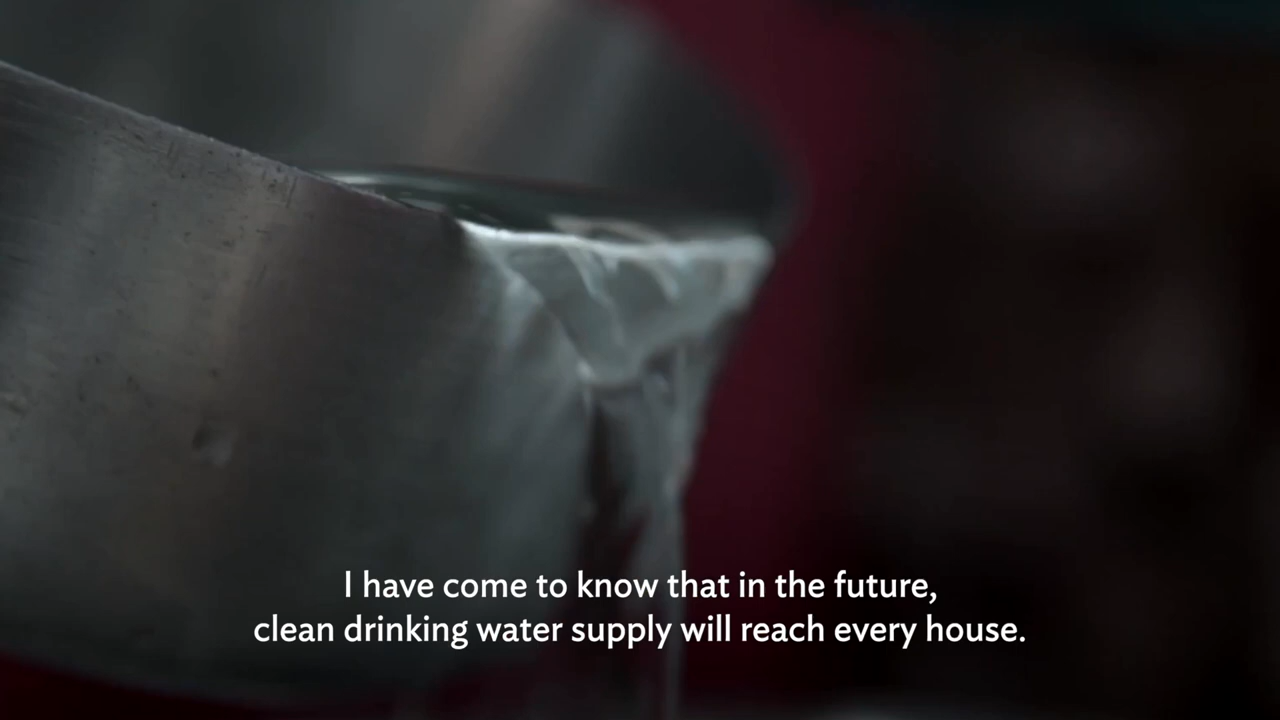 I have come to know that in the future,
clean drinking water supply will reach every house.